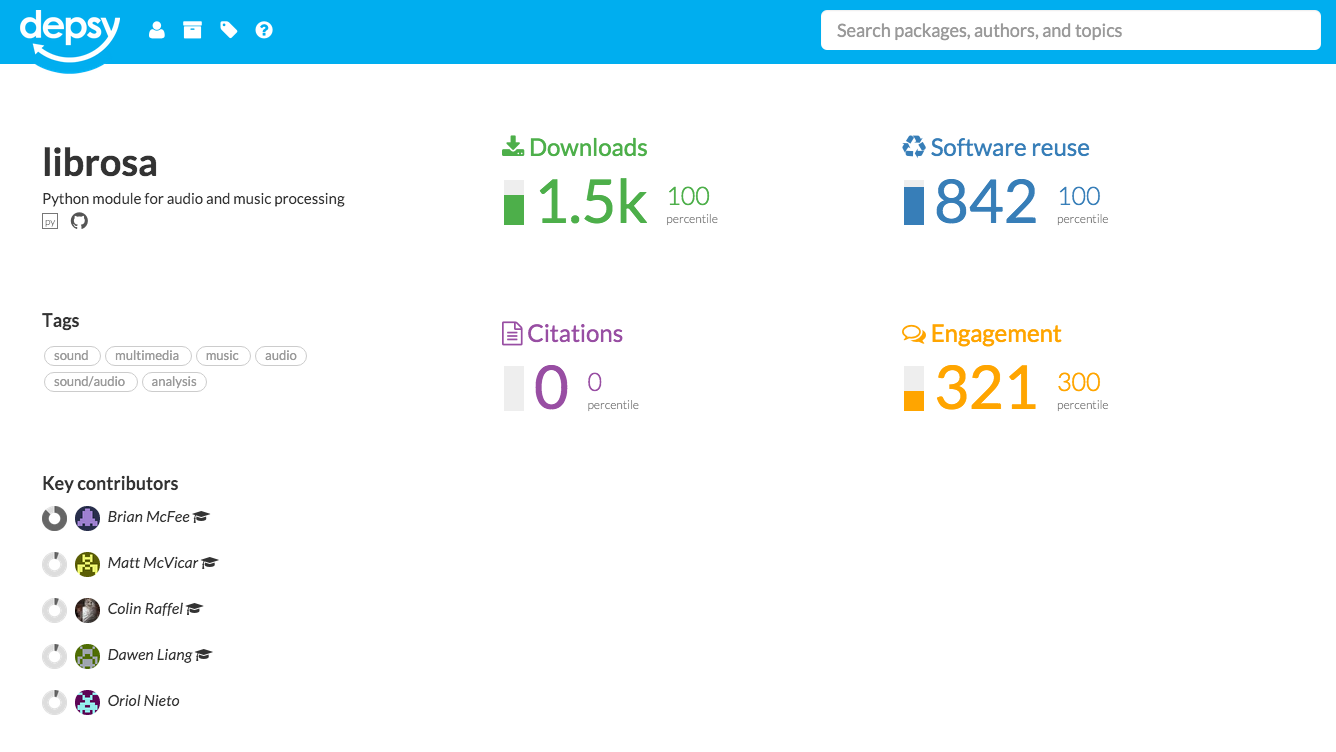 depsy
Search packages, authors, and topics
librosa
Python module for audio and music processing
py
Tags
sound multimedia music audio
sound/audio analysis
Key contributors
Brian McFee
Matt McVicar
Colin Raffel
Dawen Liang
Oriol Nieto
Downloads
1.5k 100
percentile
Software reuse
842 100
percentile
Citations
0 0
percentile
Engagement
321 300
percentile